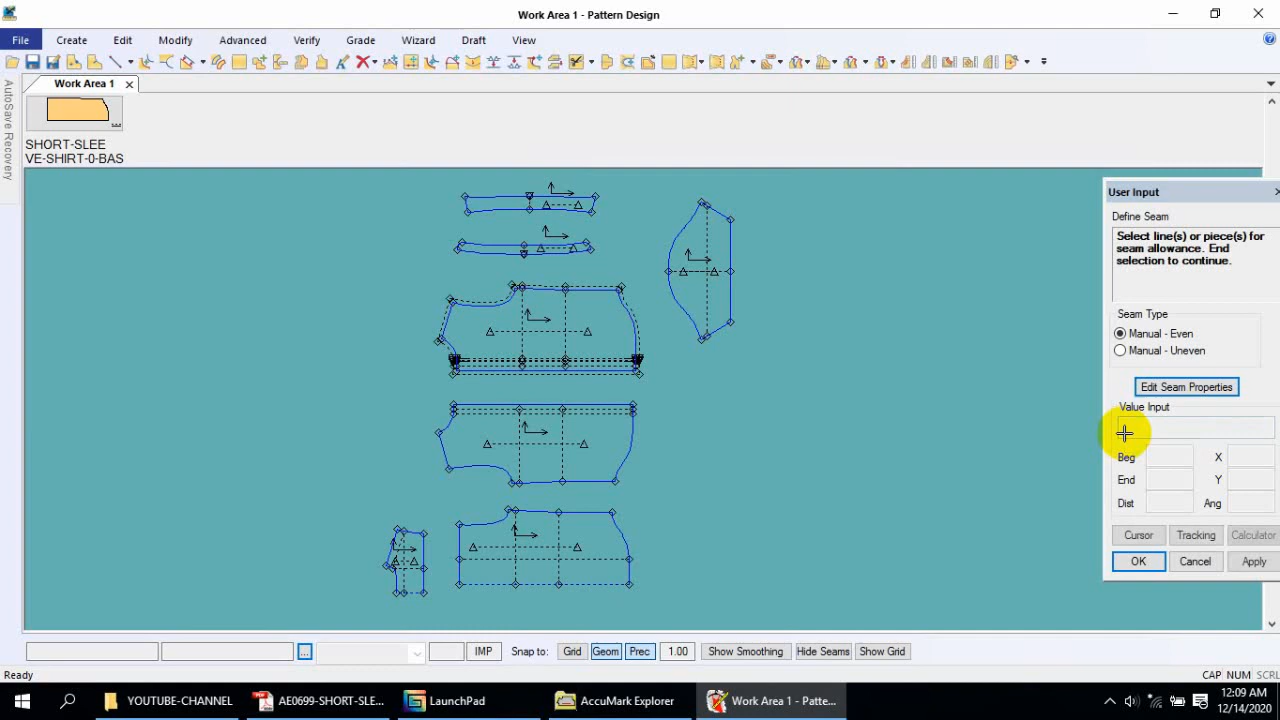 Work Area 1 - Pattern Design
File Create Edit Modify Advanced Verify Grade Wizard Draft View
Work Area 1
AutoSave Recovery
SHORT-SLEE
VE-SHIRT-0-BAS
User Input
Define Seam
Select line(s) or piece(s) for
seam allowance. End
selection to continue.
Seam Type
Manual - Even
Manual - Uneven
Edit Seam Properties
Value Input
Beg X
End Y
Dist Ang
Cursor Tracking Calculator
OK Cancel Apply
... IMP Snap to: Grid Geom Prec 1.00 Show Smoothing Hide Seams Show Grid
Ready CAP NUM SCRL
YOUTUBE-CHANNEL AE0699-SHORT-SLE... LaunchPad AccuMark Explorer Work Area 1 - Patte... 12:09 AM
12/14/2020